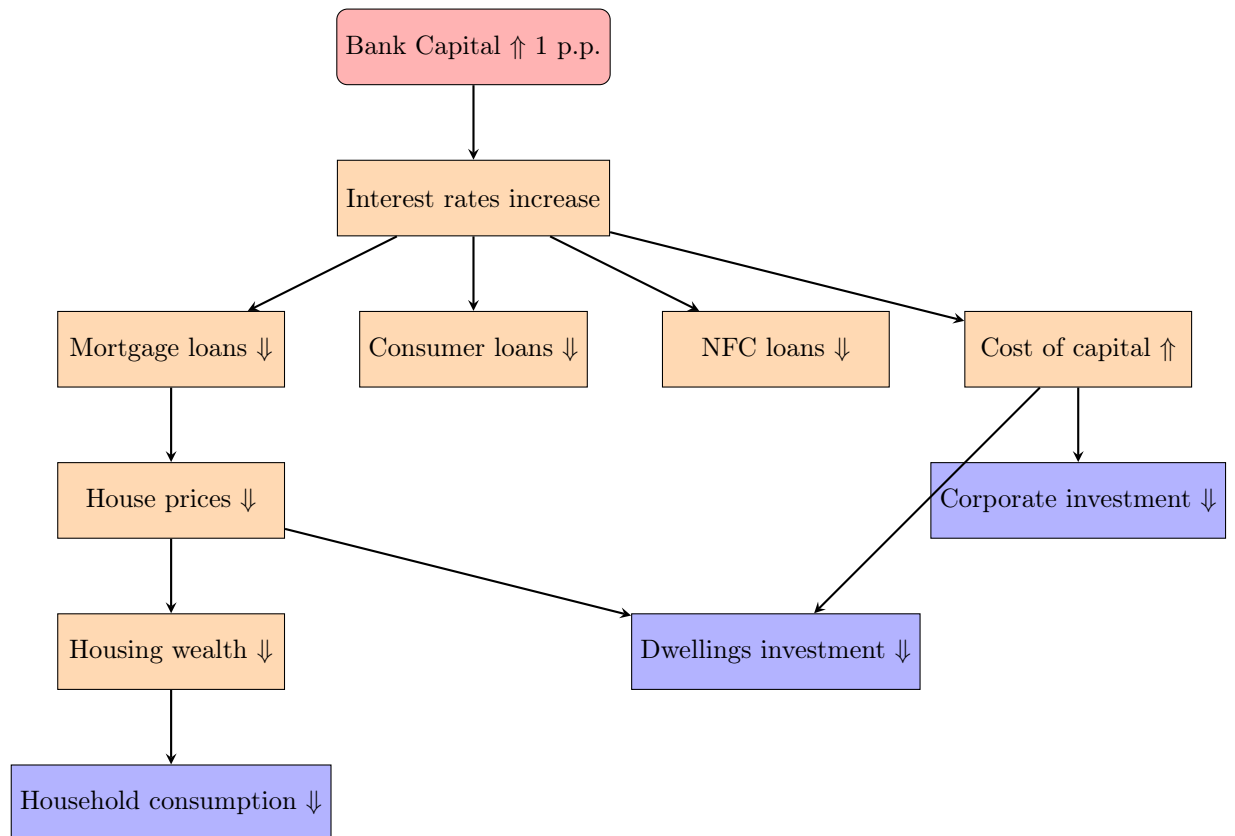 Bank Capital ⇑ 1 p.p.
Interest rates increase
Mortgage loans ⇓
Consumer loans ⇓
NFC loans ⇓
Cost of capital ⇑
House prices ⇓
Corporate investment ⇓
Housing wealth ⇓
Dwellings investment ⇓
Household consumption ⇓